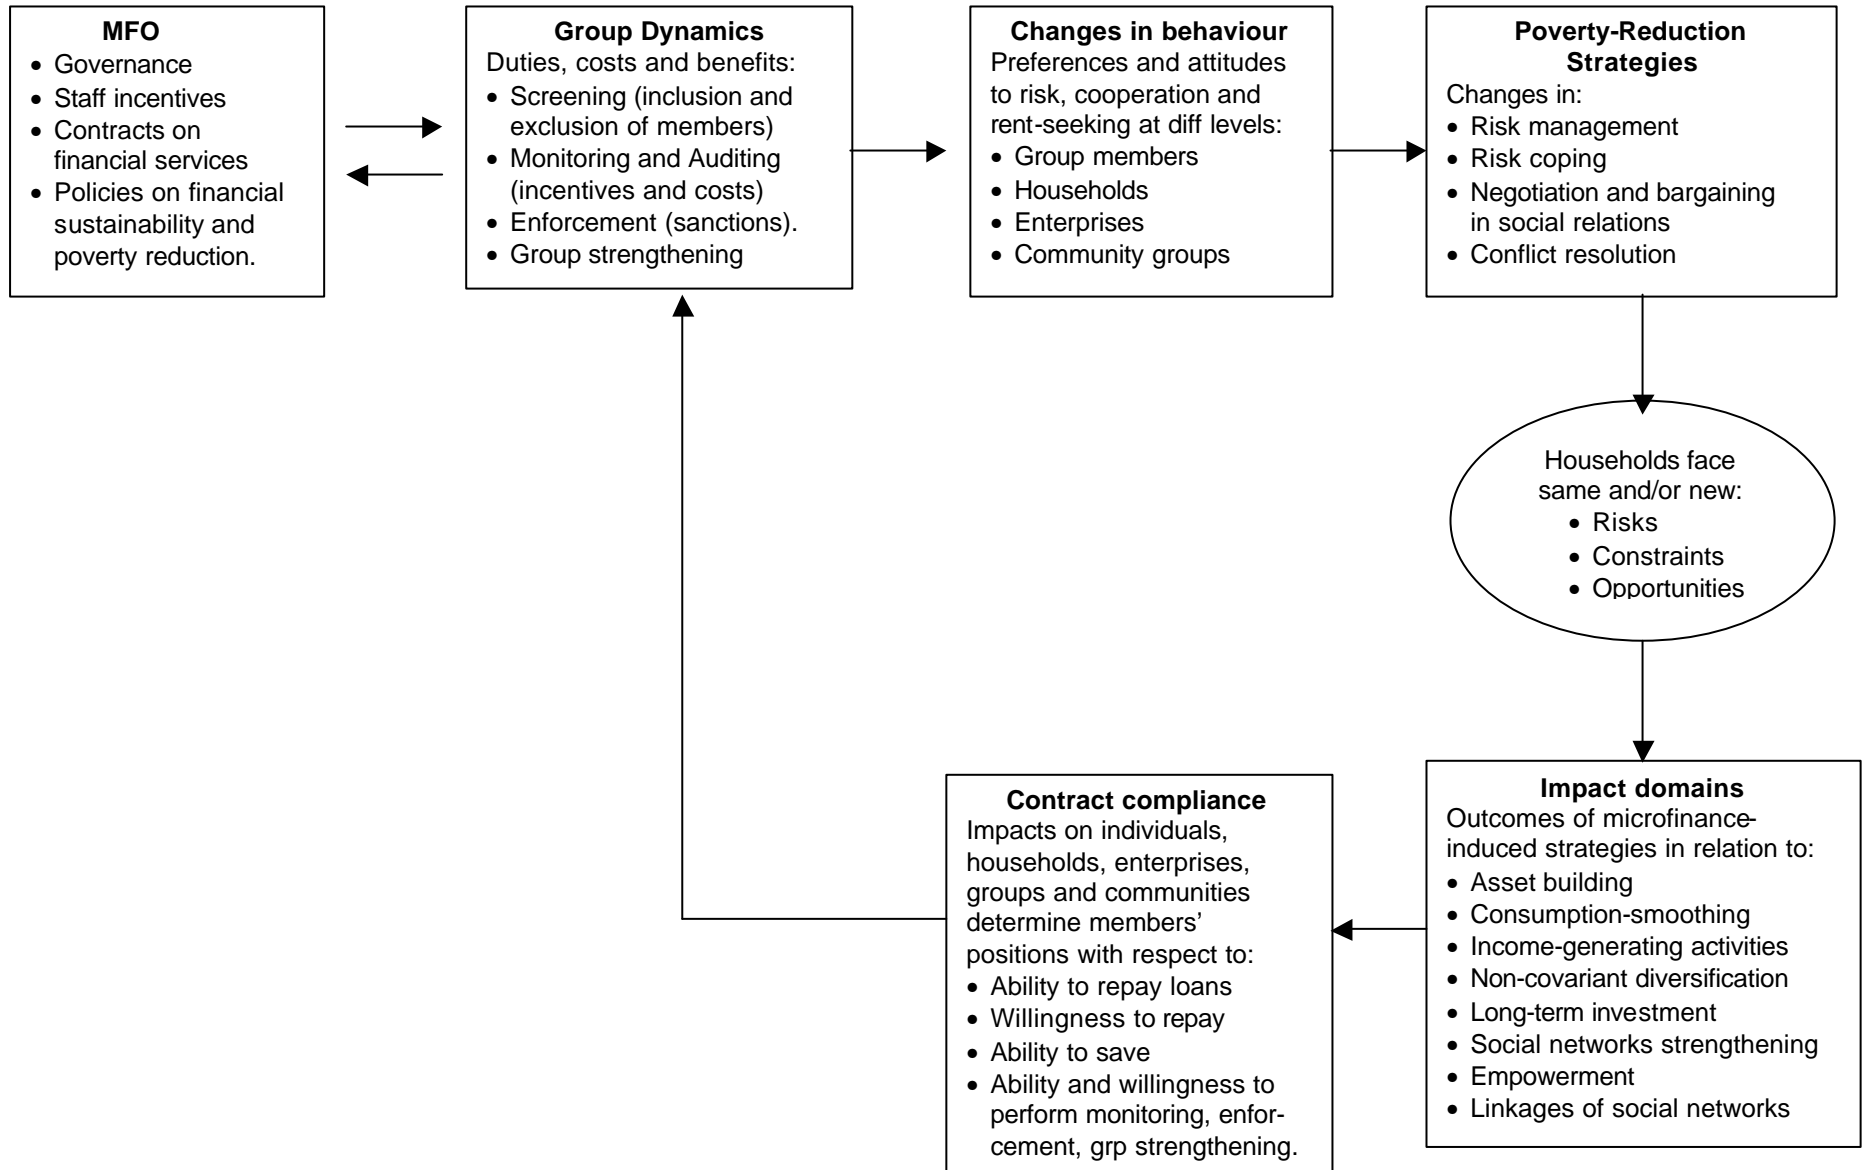 MFO
• Governance
• Staff incentives
• Contracts on
financial services
• Policies on financial
sustainability and
poverty reduction.
Group Dynamics
Duties, costs and benefits:
• Screening (inclusion and
exclusion of members)
• Monitoring and Auditing
(incentives and costs)
• Enforcement (sanctions).
• Group strengthening
Changes in behaviour
Preferences and attitudes
to risk, cooperation and
rent-seeking at diff levels:
• Group members
• Households
• Enterprises
• Community groups
Poverty-Reduction
Strategies
Changes in:
• Risk management
• Risk coping
• Negotiation and bargaining
in social relations
• Conflict resolution
Households face
same and/or new:
• Risks
• Constraints
• Opportunities
Impact domains
Outcomes of microfinance-
induced strategies in relation to:
• Asset building
• Consumption-smoothing
• Income-generating activities
• Non-covariant diversification
• Long-term investment
• Social networks strengthening
• Empowerment
• Linkages of social networks
Contract compliance
Impacts on individuals,
households, enterprises,
groups and communities
determine members’
positions with respect to:
• Ability to repay loans
• Willingness to repay
• Ability to save
• Ability and willingness to
perform monitoring, enfor-
cement, grp strengthening.